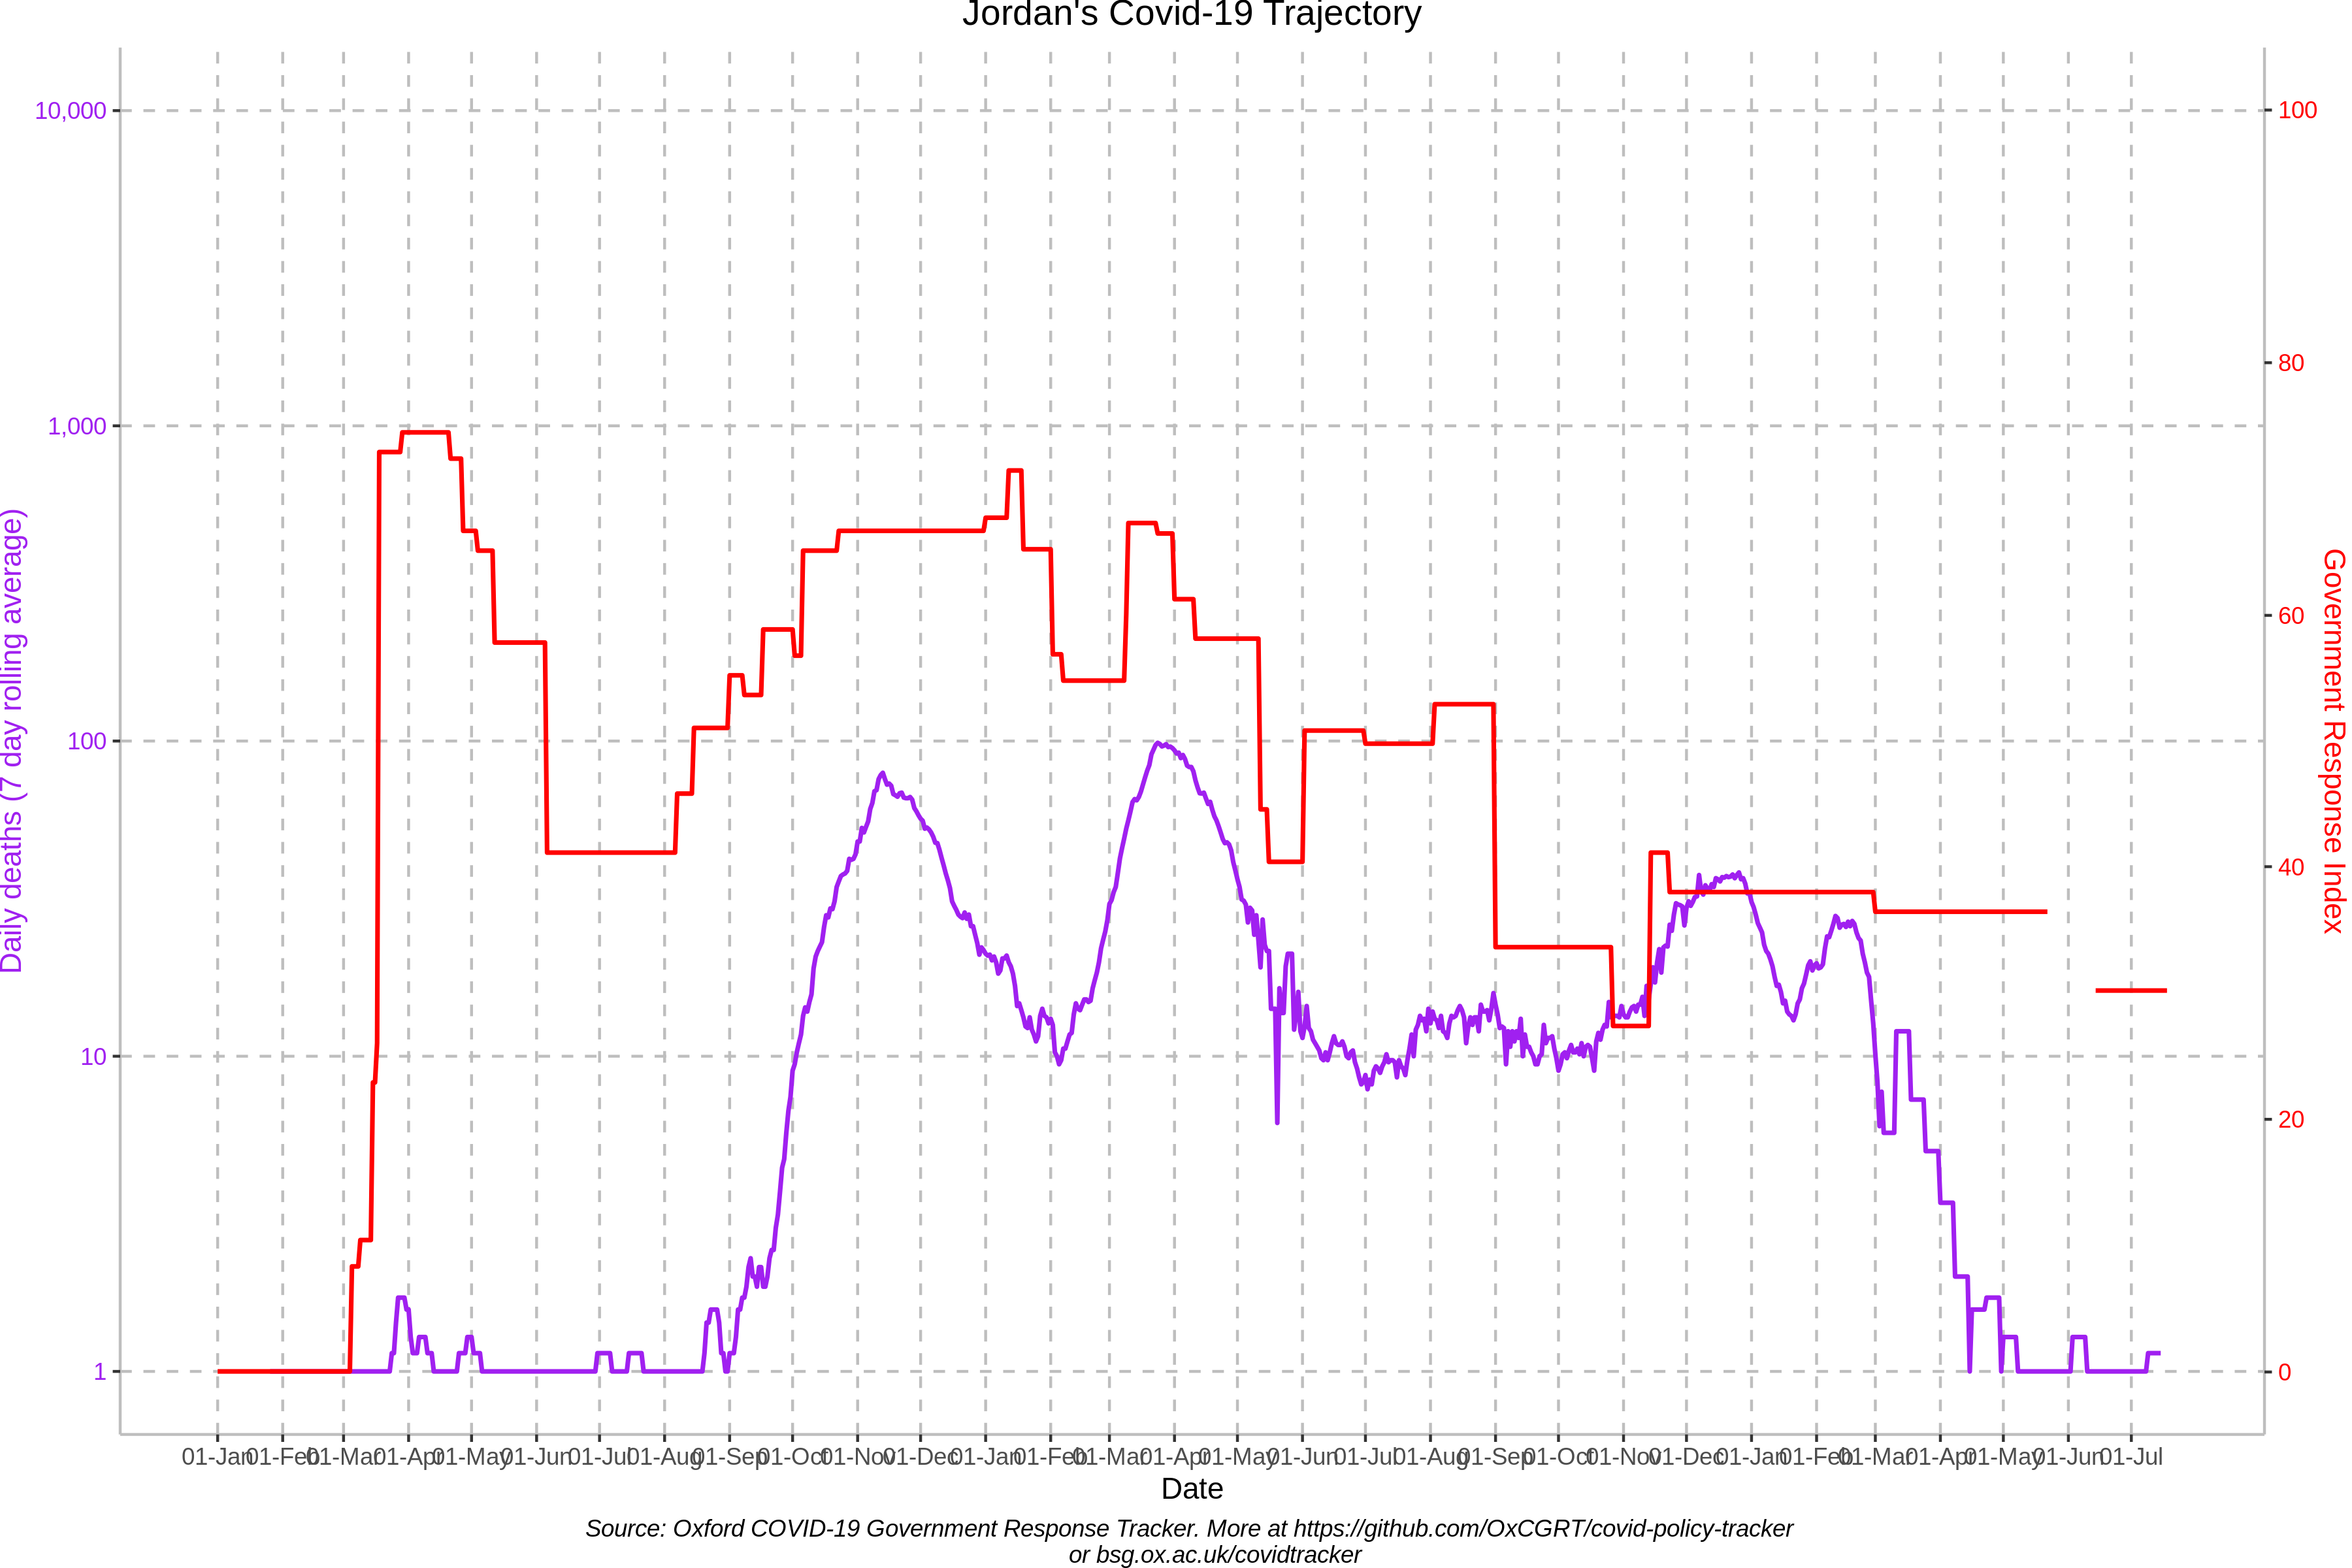 Jordan's Covid-19 Trajectory
10,000
1,000
100
10
1
Daily deaths (7 day rolling average)
100
80
60
40
20
0
Government Response Index
01-Jan 01-Feb 01-Mar 01-Apr 01-May 01-Jun 01-Jul 01-Aug 01-Sep 01-Oct 01-Nov 01-Dec 01-Jan 01-Feb 01-Mar 01-Apr 01-May 01-Jun 01-Jul 01-Aug 01-Sep 01-Oct 01-Nov 01-Dec 01-Jan 01-Feb 01-Mar 01-Apr 01-May 01-Jun 01-Jul
Date
Source: Oxford COVID-19 Government Response Tracker. More at https://github.com/OxCGRT/covid-policy-tracker
or bsg.ox.ac.uk/covidtracker